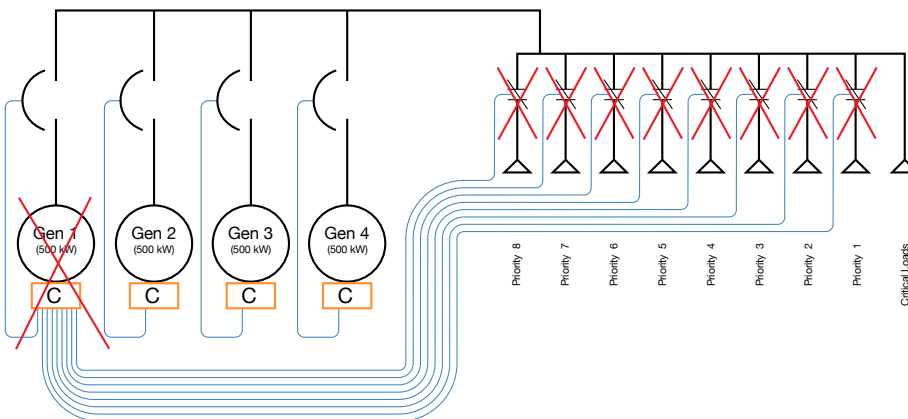 Gen 1
(500 kW)
Gen 2
(500 kW)
Gen 3
(500 kW)
Gen 4
(500 kW)
C
C
C
C
Priority 8
Priority 7
Priority 6
Priority 5
Priority 4
Priority 3
Priority 2
Priority 1
Critical Loads